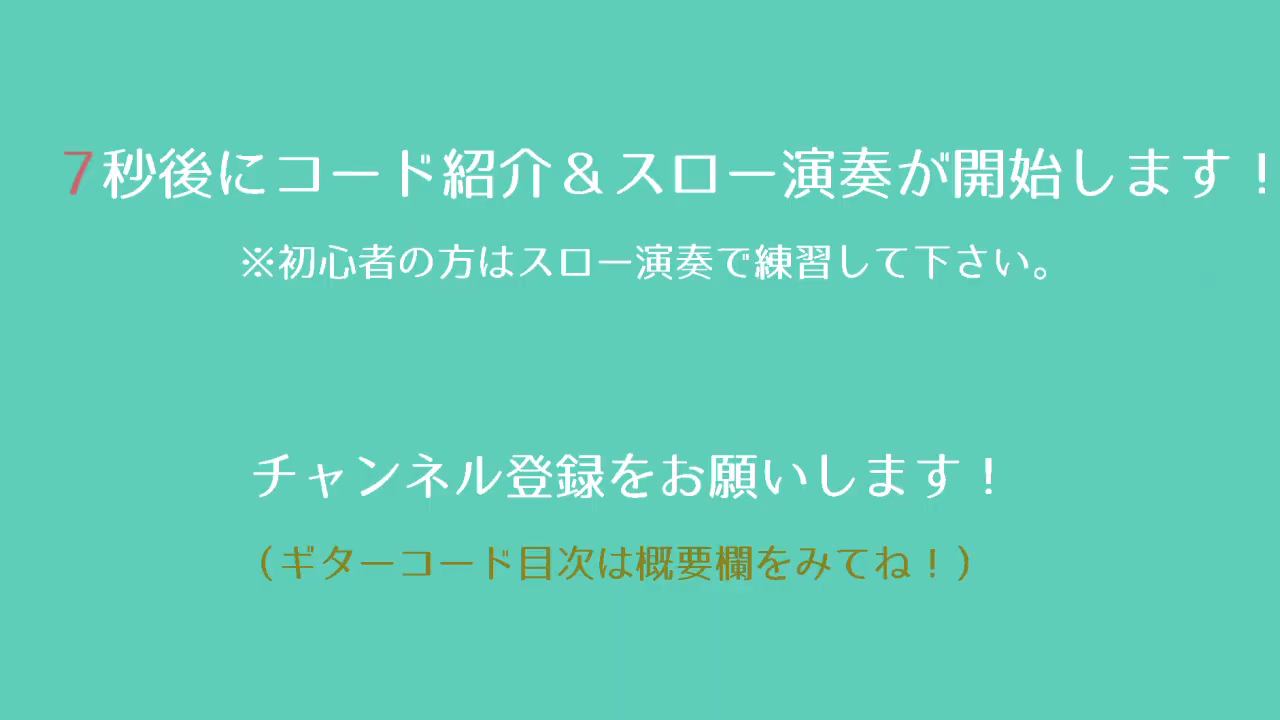 7秒後にコード紹介＆スロー演奏が開始します！
※初心者の方はスロー演奏で練習して下さい。
チャンネル登録をお願いします！
（ギターコード目次は概要欄をみてね！）